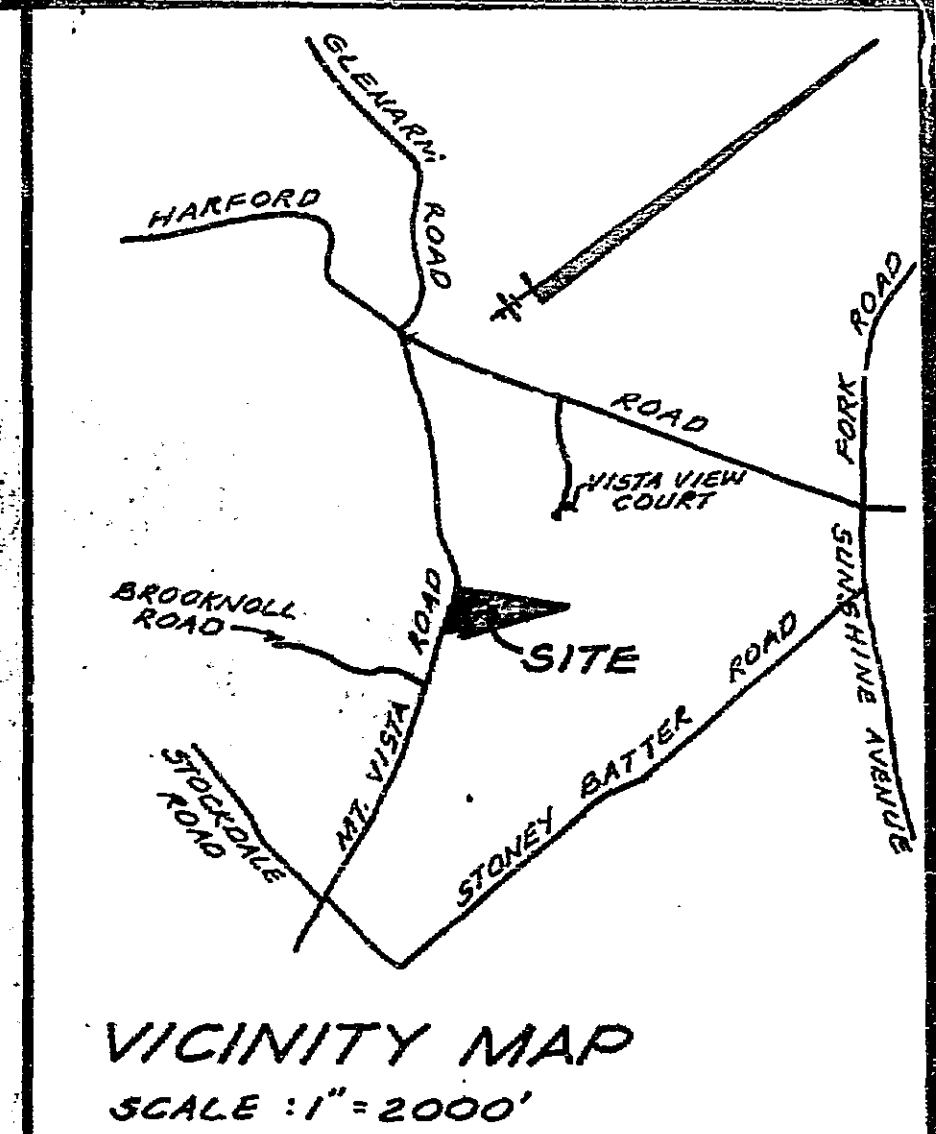 GLENARM
ROAD
HARFORD
ROAD
ROAD
FORK
VISTA VIEW
COURT
SUNSHINE AVENUE
BROOKNOLL
ROAD
ROAD
MT. VISTA
SITE
STONEY BATTER ROAD
STOCKDALE
ROAD
VICINITY MAP
SCALE : 1" = 2000'